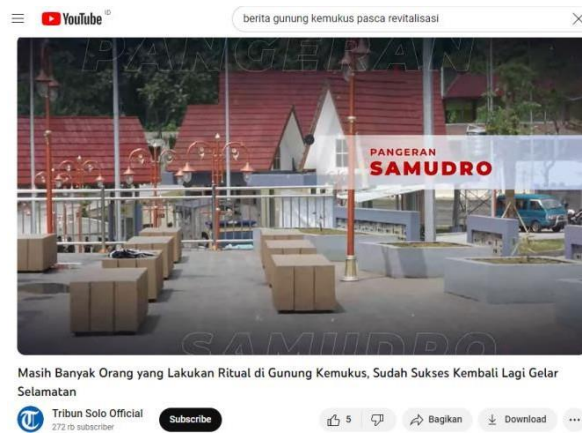 YouTube ID
berita gunung kemukus pasca revitalisasi
PANGERAN
PANGERAN
SAMUDRO
SAMUDRO
Masih Banyak Orang yang Lakukan Ritual di Gunung Kemukus, Sudah Sukses Kembali Lagi Gelar
Selamatan
Tribun Solo Official
272 rb subscriber
Subscribe
5
Bagikan
Download